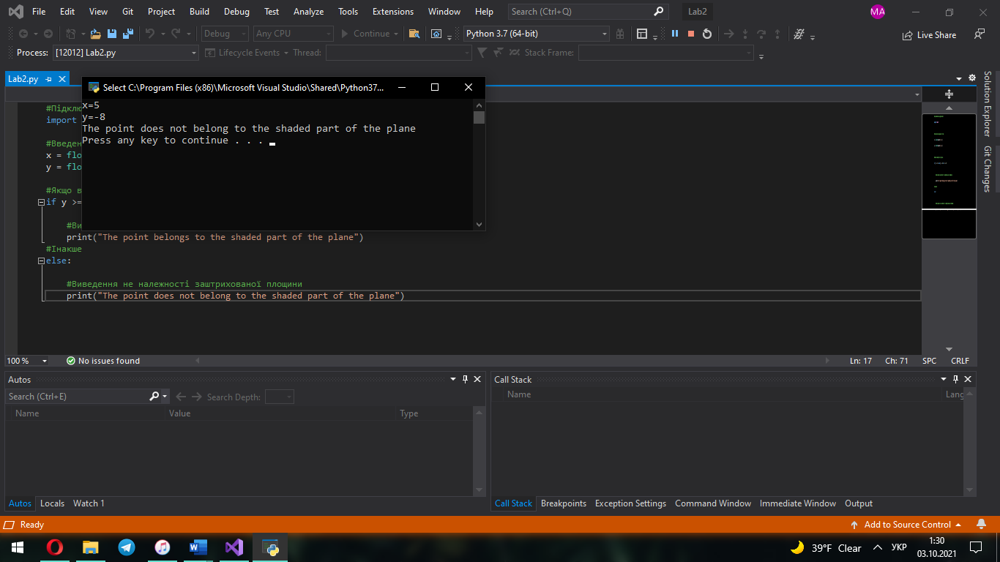 File Edit View Git Project Build Debug Test Analyze Tools Extensions Window Help Search (Ctrl+Q) Lab2 MA
Debug Any CPU Continue Python 3.7 (64-bit) Live Share
Process: [12012] Lab2.py Lifecycle Events Thread: Stack Frame:
Lab2.py
Select C:\Program Files (x86)\Microsoft Visual Studio\Shared\Python37...
x=5
y=-8
The point does not belong to the shaded part of the plane
Press any key to continue . . .
#Підклю
import
#Введен
x = flo
y = flo
#Якщо в
if y >=
#Ви
print("The point belongs to the shaded part of the plane")
#Інакше
else:
#Виведення не належності заштрихованої площини
print("The point does not belong to the shaded part of the plane")
Solution Explorer
Git Changes
100 % No issues found Ln: 17 Ch: 71 SPC CRLF
Autos
Search (Ctrl+E) Search Depth:
Name Value Type
Autos Locals Watch 1
Call Stack
Name Lang
Call Stack Breakpoints Exception Settings Command Window Immediate Window Output
Ready Add to Source Control
39°F Clear УКР 1:30
03.10.2021